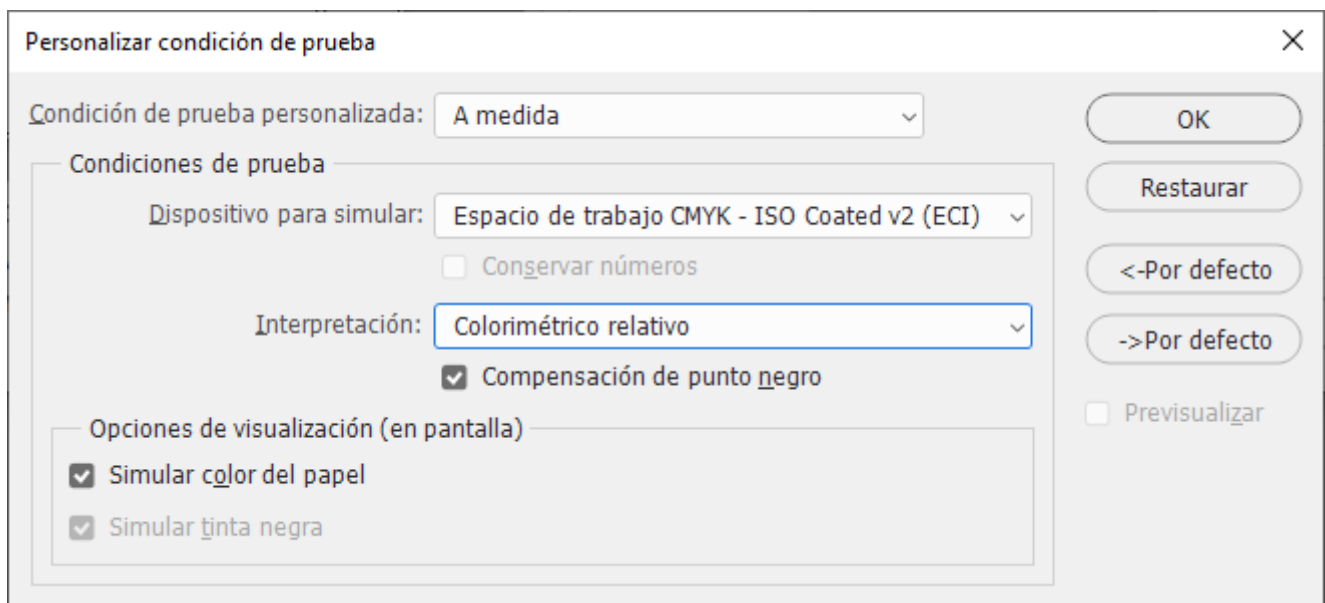 Personalizar condición de prueba
Condición de prueba personalizada: A medida
OK
Condiciones de prueba
Restaurar
Dispositivo para simular: Espacio de trabajo CMYK - ISO Coated v2 (ECI)
Conservar números
<-Por defecto
Interpretación: Colorimétrico relativo
->Por defecto
Compensación de punto negro
Previsualizar
Opciones de visualización (en pantalla)
Simular color del papel
Simular tinta negra